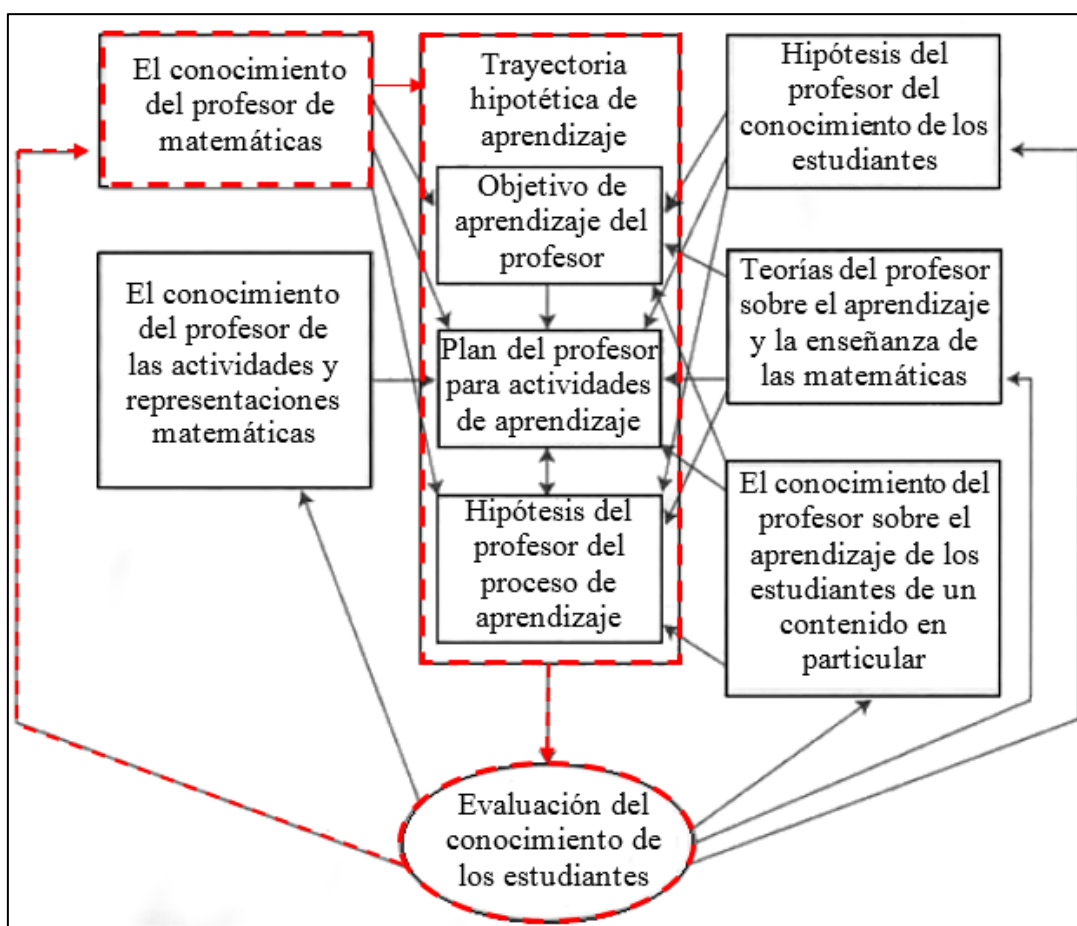 El conocimiento
del profesor de
matemáticas
El conocimiento
del profesor de
las actividades y
representaciones
matemáticas
Trayectoria
hipotética de
aprendizaje
Objetivo de
aprendizaje del
profesor
Plan del profesor
para actividades
de aprendizaje
Hipótesis del
profesor del
proceso de
aprendizaje
Hipótesis del
profesor del
conocimiento de los
estudiantes
Teorías del profesor
sobre el aprendizaje
y la enseñanza de
las matemáticas
El conocimiento del
profesor sobre el
aprendizaje de los
estudiantes de un
contenido en
particular
Evaluación del
conocimiento de
los estudiantes